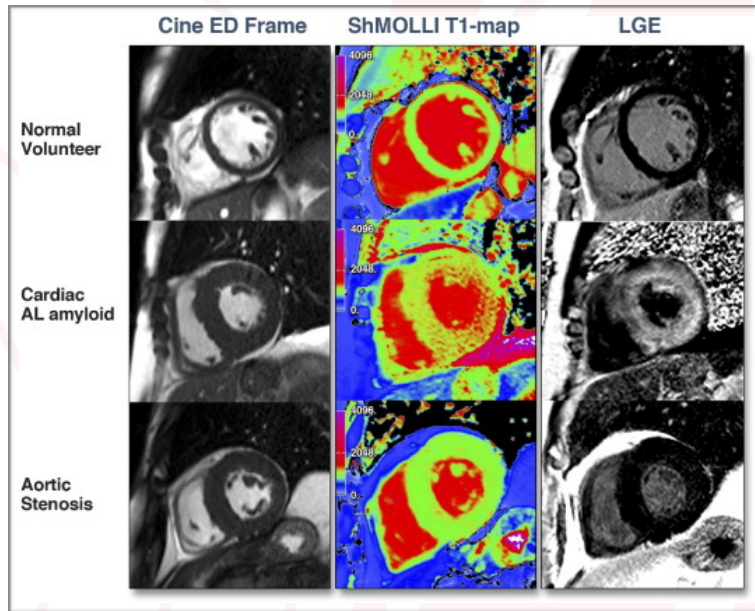 Cine ED Frame
ShMOLLI T1-map
LGE
Normal
Volunteer
4096
2048
0
Cardiac
AL amyloid
4096
2048
0
Aortic
Stenosis
4096
2048
0